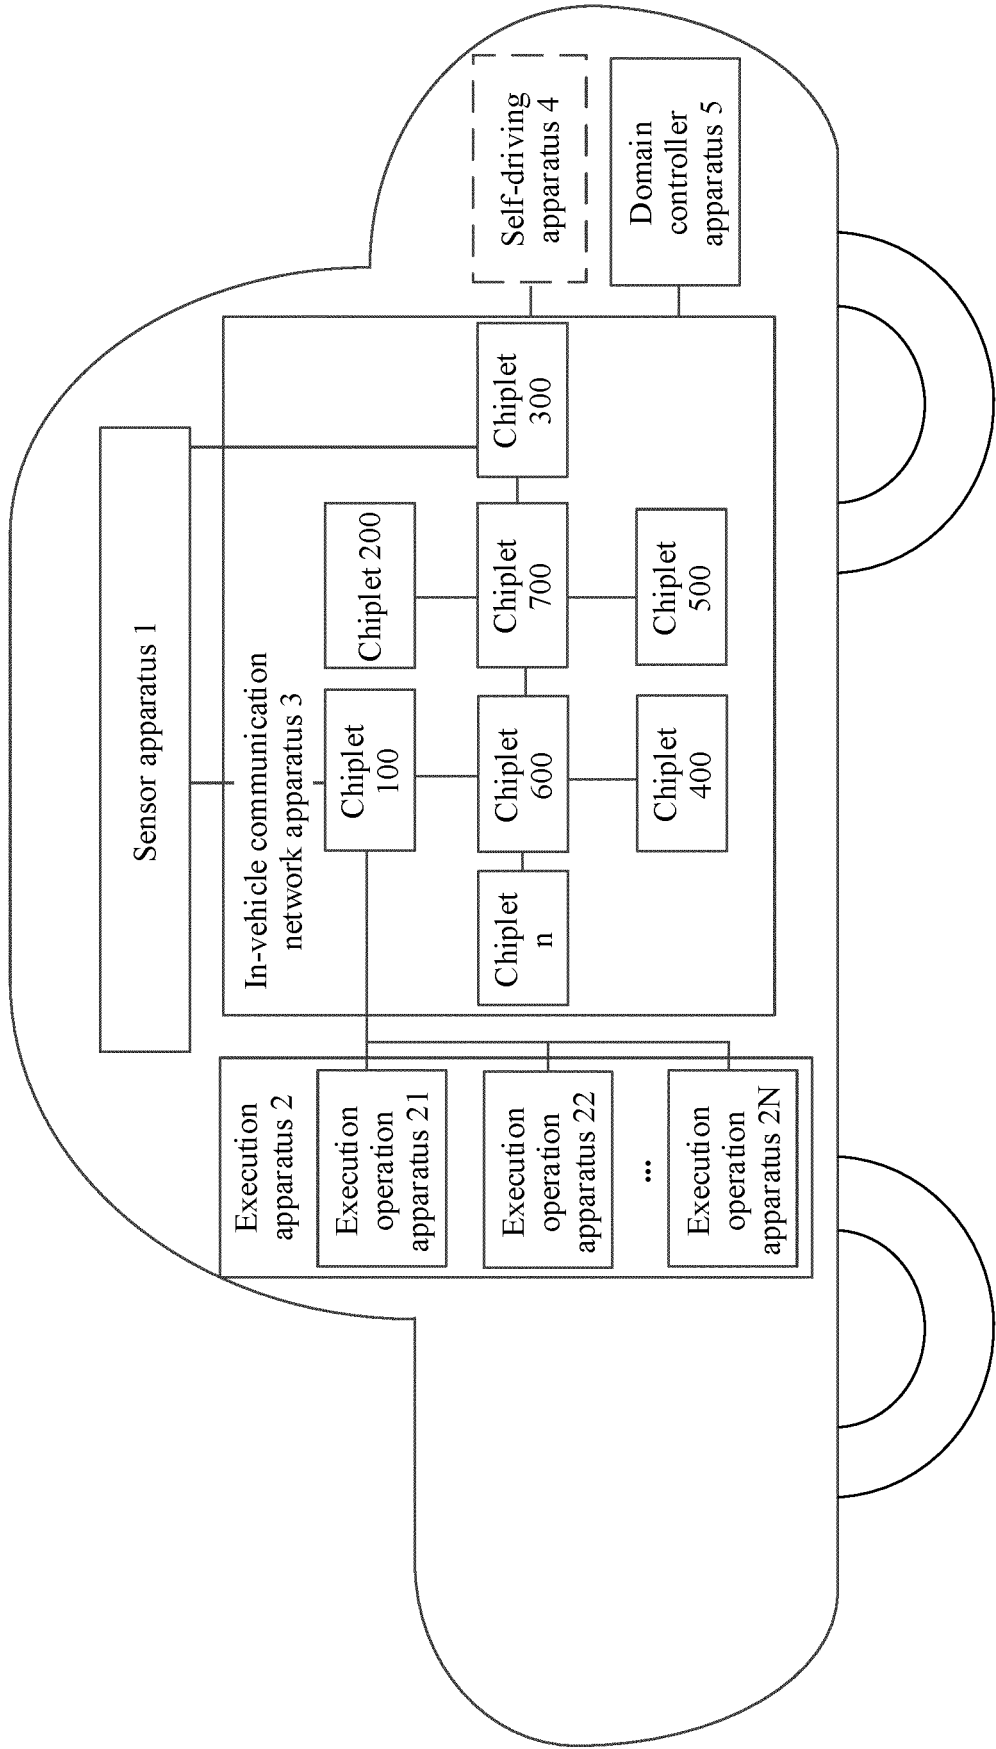 Sensor apparatus 1
Execution
apparatus 2
Execution
operation
apparatus 21
Execution
operation
apparatus 22
...
Execution
operation
apparatus 2N
In-vehicle communication
network apparatus 3
Chiplet
100
Chiplet 200
Chiplet
n
Chiplet
600
Chiplet
700
Chiplet
300
Chiplet
400
Chiplet
500
Self-driving
apparatus 4
Domain
controller
apparatus 5